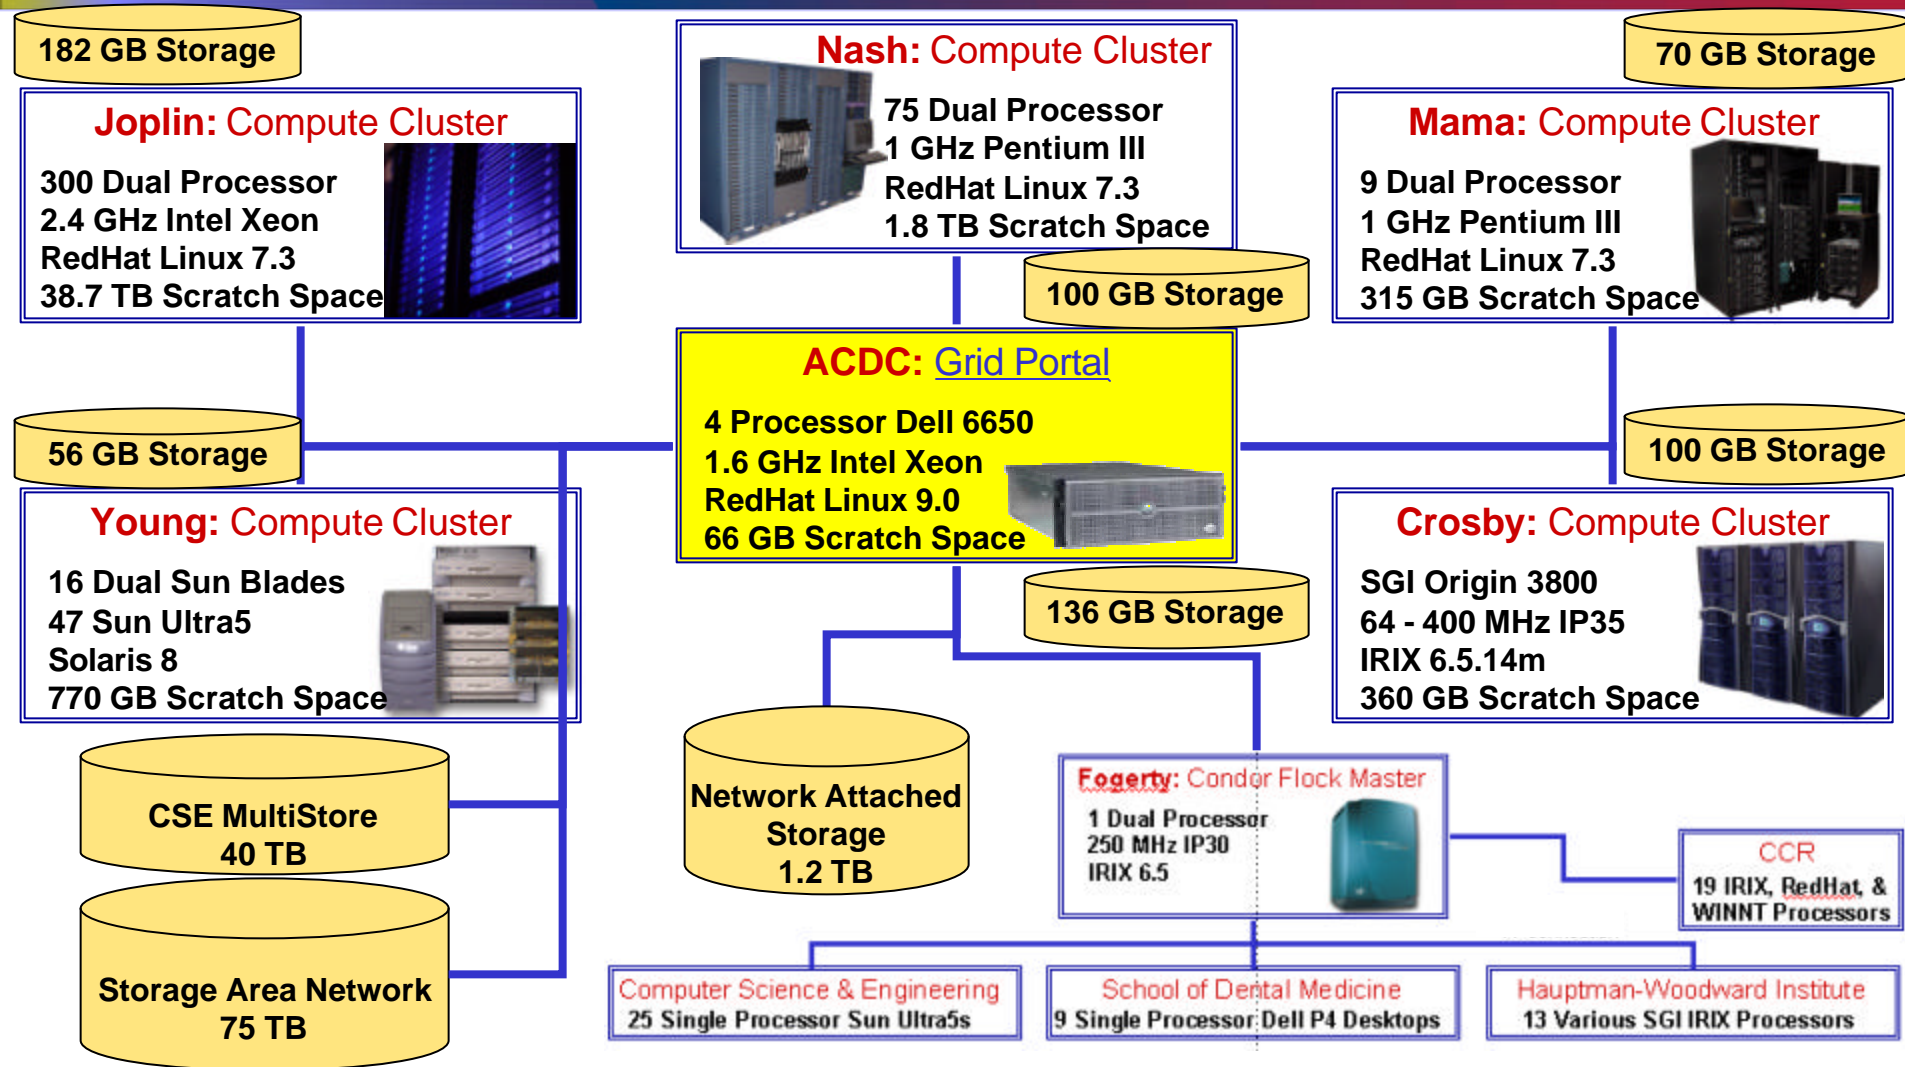 182 GB Storage
Joplin: Compute Cluster
300 Dual Processor
2.4 GHz Intel Xeon
RedHat Linux 7.3
38.7 TB Scratch Space
Nash: Compute Cluster
75 Dual Processor
1 GHz Pentium III
RedHat Linux 7.3
1.8 TB Scratch Space
70 GB Storage
Mama: Compute Cluster
9 Dual Processor
1 GHz Pentium III
RedHat Linux 7.3
315 GB Scratch Space
100 GB Storage
ACDC: Grid Portal
4 Processor Dell 6650
1.6 GHz Intel Xeon
RedHat Linux 9.0
66 GB Scratch Space
56 GB Storage
Young: Compute Cluster
16 Dual Sun Blades
47 Sun Ultra5
Solaris 8
770 GB Scratch Space
100 GB Storage
Crosby: Compute Cluster
SGI Origin 3800
64 - 400 MHz IP35
IRIX 6.5.14m
360 GB Scratch Space
136 GB Storage
CSE MultiStore
40 TB
Storage Area Network
75 TB
Network Attached
Storage
1.2 TB
Fogerty: Condor Flock Master
1 Dual Processor
250 MHz IP30
IRIX 6.5
CCR
19 IRIX, RedHat, &
WINNT Processors
Computer Science & Engineering
25 Single Processor Sun Ultra5s
School of Dental Medicine
9 Single Processor Dell P4 Desktops
Hauptman-Woodward Institute
13 Various SGI IRIX Processors